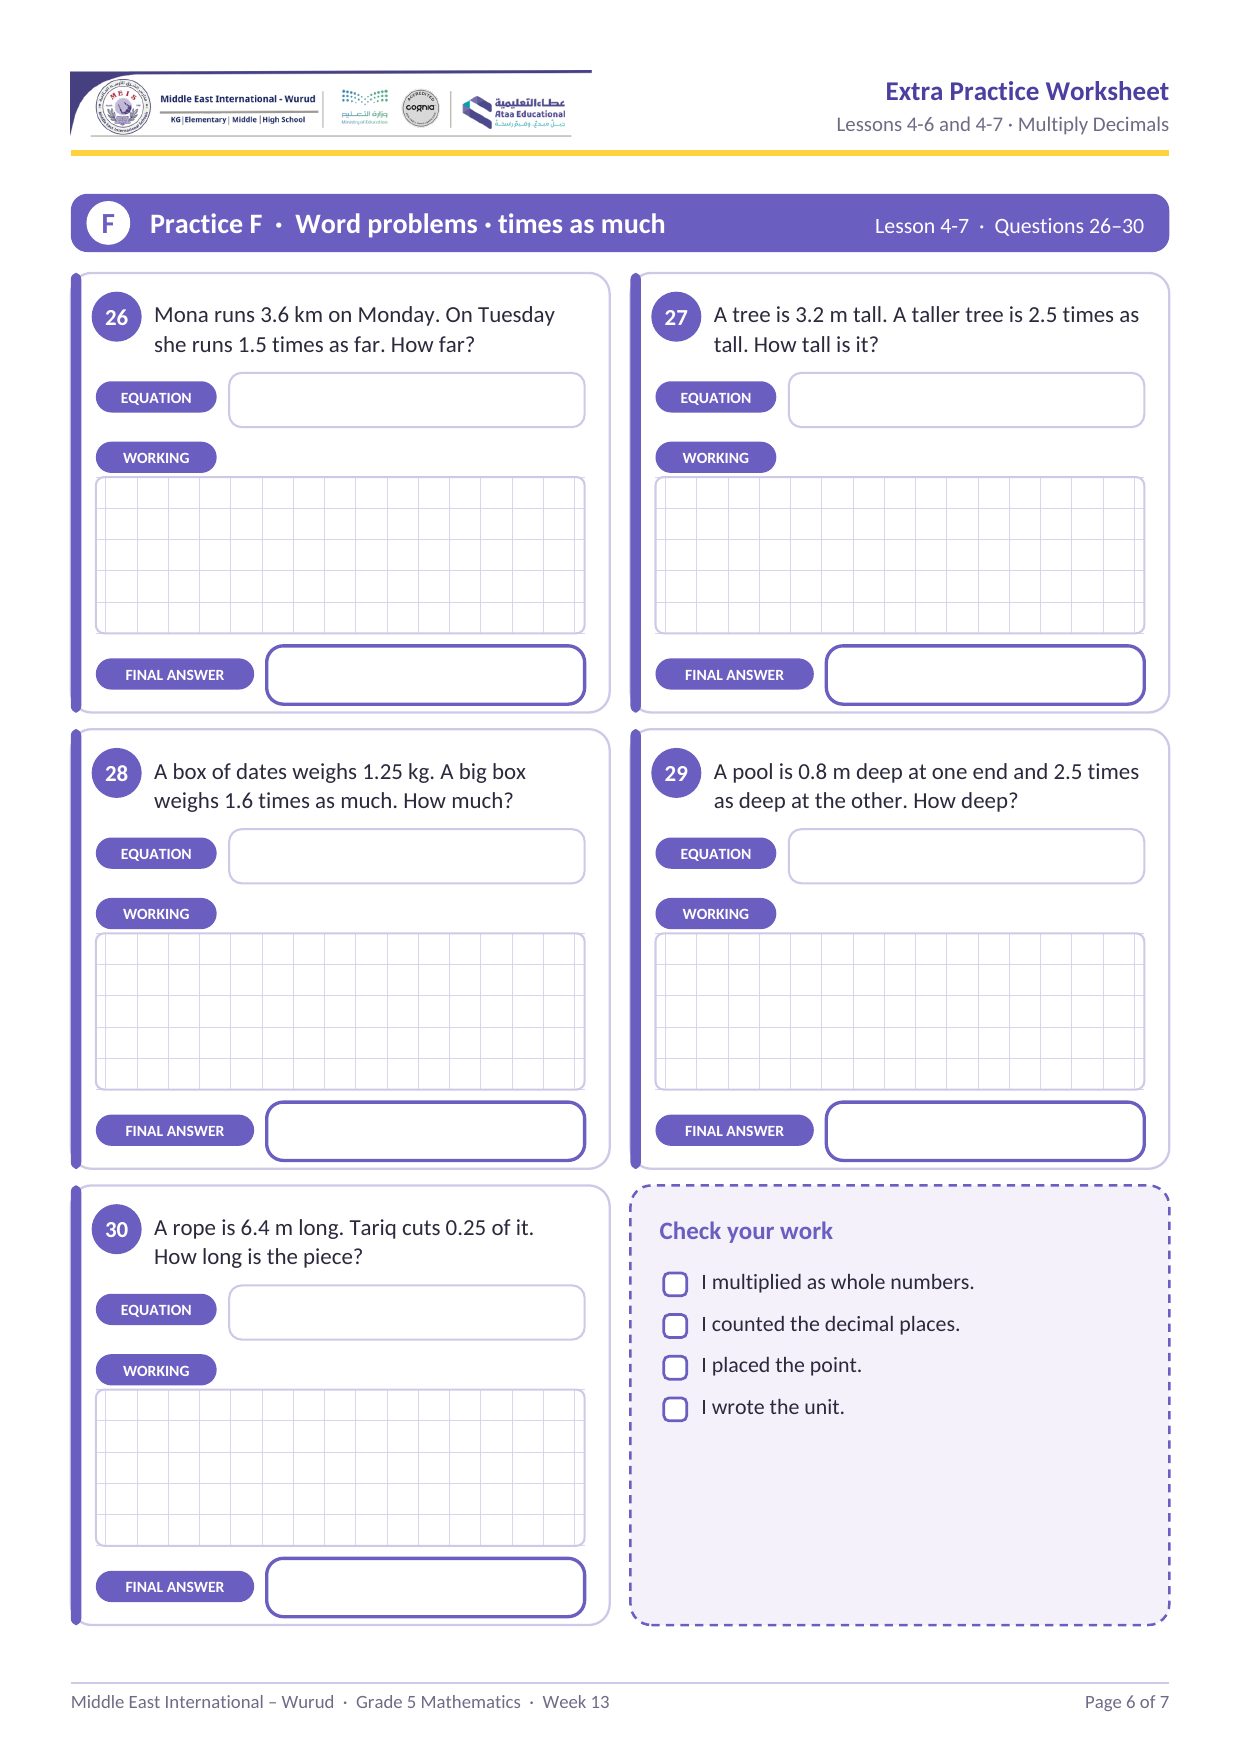 MEIS
Middle East International - Wurud
KG|Elementary|Middle|High School
وزارة التعليم
Ministry of Education
ACCREDITED
cognia
عطاء التعليمية
Ataa Educational
Extra Practice Worksheet
Lessons 4-6 and 4-7 · Multiply Decimals
F Practice F · Word problems · times as much Lesson 4-7 · Questions 26–30
26 Mona runs 3.6 km on Monday. On Tuesday
she runs 1.5 times as far. How far?
EQUATION
WORKING
FINAL ANSWER
27 A tree is 3.2 m tall. A taller tree is 2.5 times as
tall. How tall is it?
EQUATION
WORKING
FINAL ANSWER
28 A box of dates weighs 1.25 kg. A big box
weighs 1.6 times as much. How much?
EQUATION
WORKING
FINAL ANSWER
29 A pool is 0.8 m deep at one end and 2.5 times
as deep at the other. How deep?
EQUATION
WORKING
FINAL ANSWER
30 A rope is 6.4 m long. Tariq cuts 0.25 of it.
How long is the piece?
EQUATION
WORKING
FINAL ANSWER
Check your work
I multiplied as whole numbers.
I counted the decimal places.
I placed the point.
I wrote the unit.
Middle East International – Wurud · Grade 5 Mathematics · Week 13
Page 6 of 7